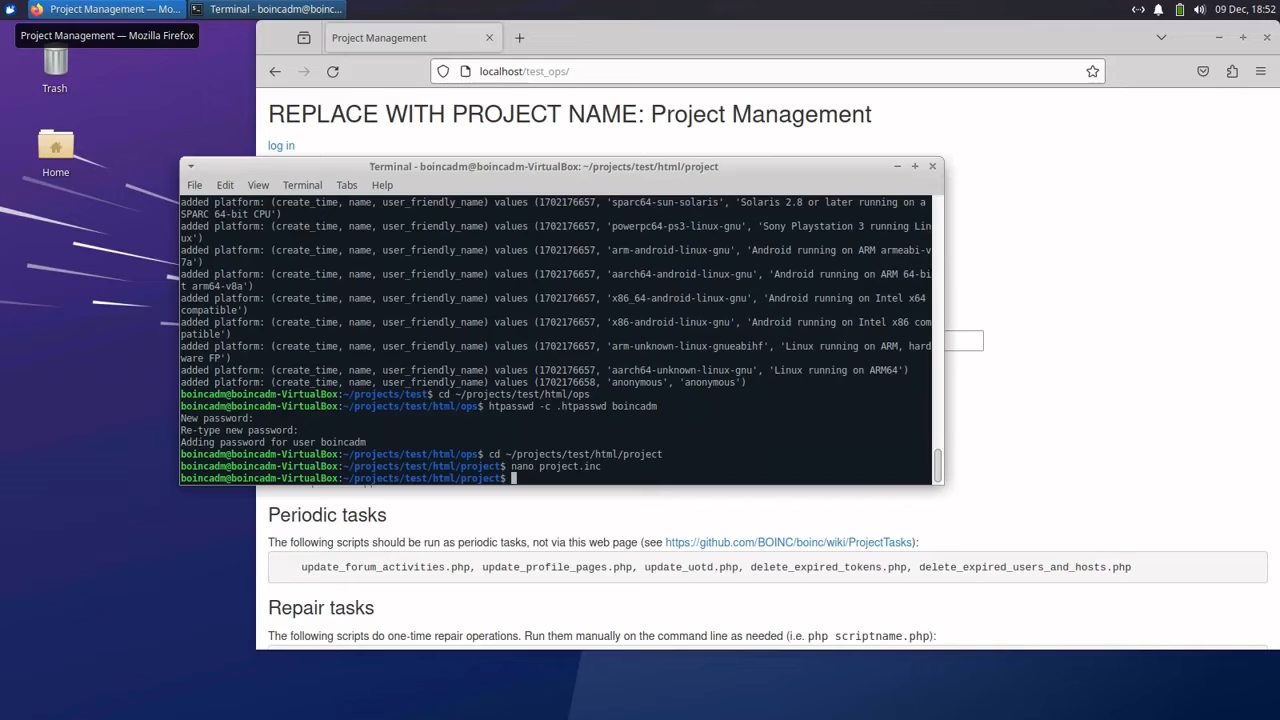 Project Management — Mo...
Terminal - boincadm@boinc...
09 Dec, 18:52
Project Management — Mozilla Firefox
Project Management
Trash
localhost/test_ops/
REPLACE WITH PROJECT NAME: Project Management
log in
Home
Terminal - boincadm@boincadm-VirtualBox: ~/projects/test/html/project
File Edit View Terminal Tabs Help
added platform: (create_time, name, user_friendly_name) values (1702176657, 'sparc64-sun-solaris', 'Solaris 2.8 or later running on a
SPARC 64-bit CPU')
added platform: (create_time, name, user_friendly_name) values (1702176657, 'powerpc64-ps3-linux-gnu', 'Sony Playstation 3 running Lin
ux')
added platform: (create_time, name, user_friendly_name) values (1702176657, 'arm-android-linux-gnu', 'Android running on ARM armeabi-v
7a')
added platform: (create_time, name, user_friendly_name) values (1702176657, 'aarch64-android-linux-gnu', 'Android running on ARM 64-bi
t arm64-v8a')
added platform: (create_time, name, user_friendly_name) values (1702176657, 'x86_64-android-linux-gnu', 'Android running on Intel x64
compatible')
added platform: (create_time, name, user_friendly_name) values (1702176657, 'x86-android-linux-gnu', 'Android running on Intel x86 com
patible')
added platform: (create_time, name, user_friendly_name) values (1702176657, 'arm-unknown-linux-gnueabihf', 'Linux running on ARM, hard
ware FP')
added platform: (create_time, name, user_friendly_name) values (1702176657, 'aarch64-unknown-linux-gnu', 'Linux running on ARM64')
added platform: (create_time, name, user_friendly_name) values (1702176658, 'anonymous', 'anonymous')
boincadm@boincadm-VirtualBox:~/projects/test$ cd ~/projects/test/html/ops
boincadm@boincadm-VirtualBox:~/projects/test/html/ops$ htpasswd -c .htpasswd boincadm
New password:
Re-type new password:
Adding password for user boincadm
boincadm@boincadm-VirtualBox:~/projects/test/html/ops$ cd ~/projects/test/html/project
boincadm@boincadm-VirtualBox:~/projects/test/html/project$ nano project.inc
boincadm@boincadm-VirtualBox:~/projects/test/html/project$
Periodic tasks
The following scripts should be run as periodic tasks, not via this web page (see https://github.com/BOINC/boinc/wiki/ProjectTasks):
update_forum_activities.php, update_profile_pages.php, update_uotd.php, delete_expired_tokens.php, delete_expired_users_and_hosts.php
Repair tasks
The following scripts do one-time repair operations. Run them manually on the command line as needed (i.e. php scriptname.php):